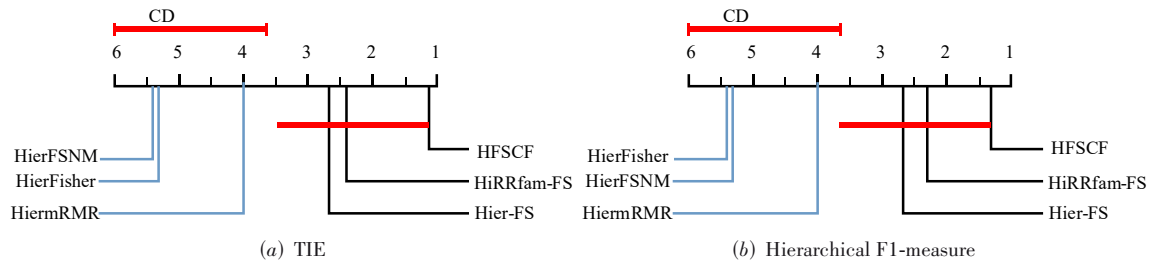 CD
6 5 4 3 2 1
HierFSNM
HierFisher
HiermRMR
HFSCF
HiRRfam-FS
Hier-FS
(a) TIE
CD
6 5 4 3 2 1
HierFisher
HierFSNM
HiermRMR
HFSCF
HiRRfam-FS
Hier-FS
(b) Hierarchical F1-measure